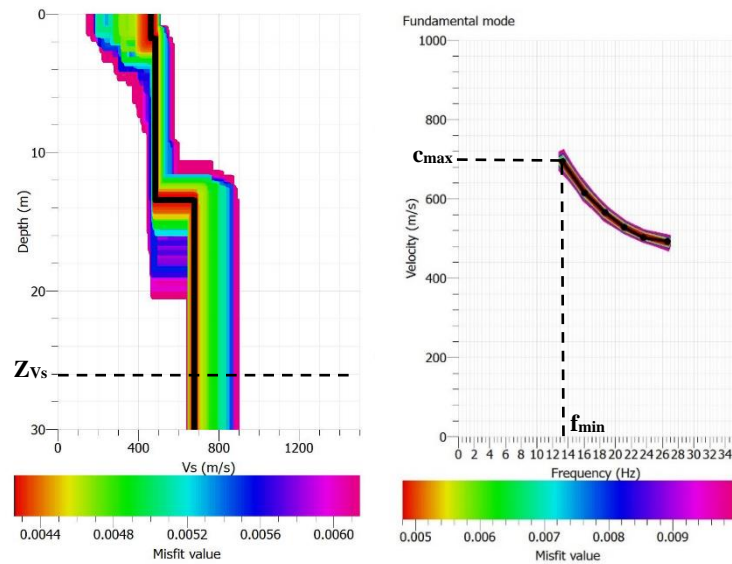 0
10
20
30
Depth (m)
Zvs
0 400 800 1200
Vs (m/s)
0.0044 0.0048 0.0052 0.0056 0.0060
Misfit value
Fundamental mode
1000
800
600
400
200
0
cmax
Velocity (m/s)
fmin
0 2 4 6 8 10 12 14 16 18 20 22 24 26 28 30 32 34
Frequency (Hz)
0.005 0.006 0.007 0.008 0.009
Misfit value